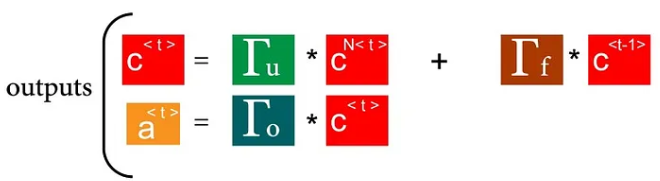 c<t> = Γu * cN<t> + Γf * c<t-1>
outputs
a<t> = Γo * c<t>